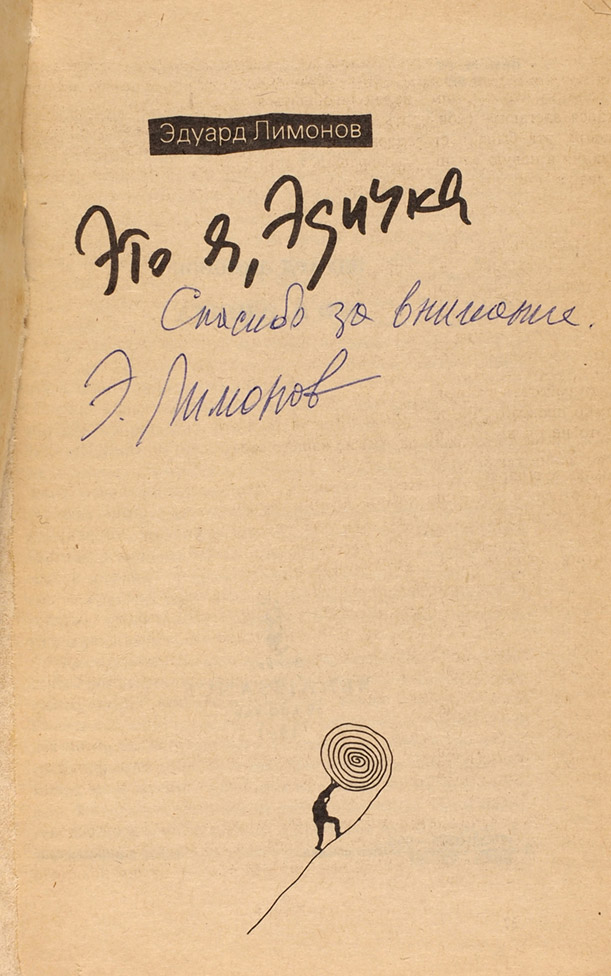 Эдуард Лимонов
Это я, Эдичка
Спасибо за внимание.
Э. Лимонов